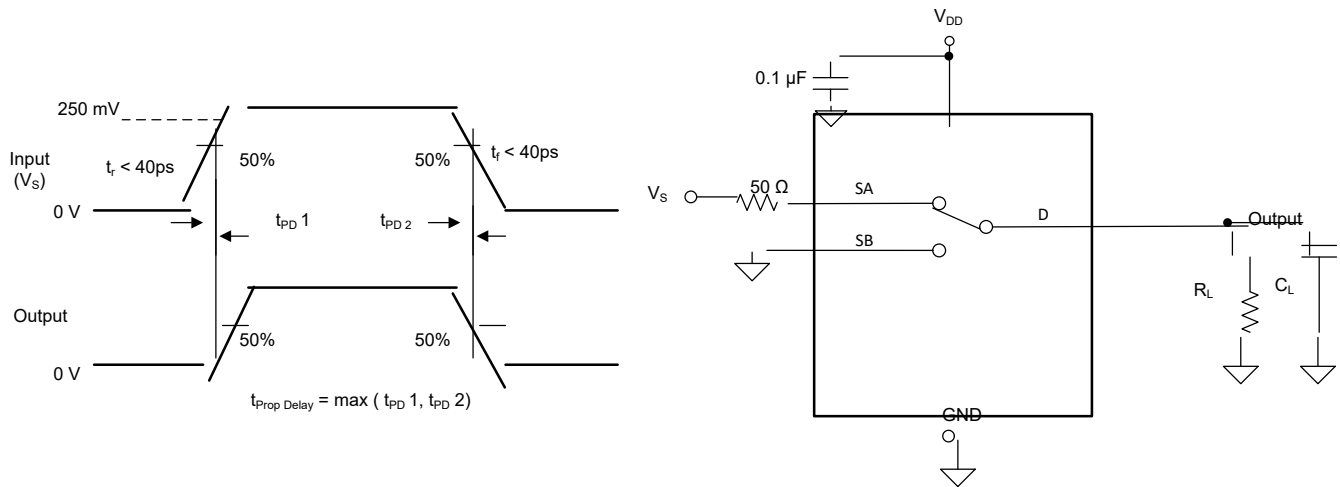 250 mV
Input
(V_S)
t_r < 40ps
50%
50%
t_f < 40ps
0 V
t_PD 1
t_PD 2
Output
50%
50%
0 V
t_Prop Delay = max ( t_PD 1, t_PD 2)
V_DD
0.1 µF
V_S
50 Ω
SA
SB
D
Output
R_L
C_L
GND